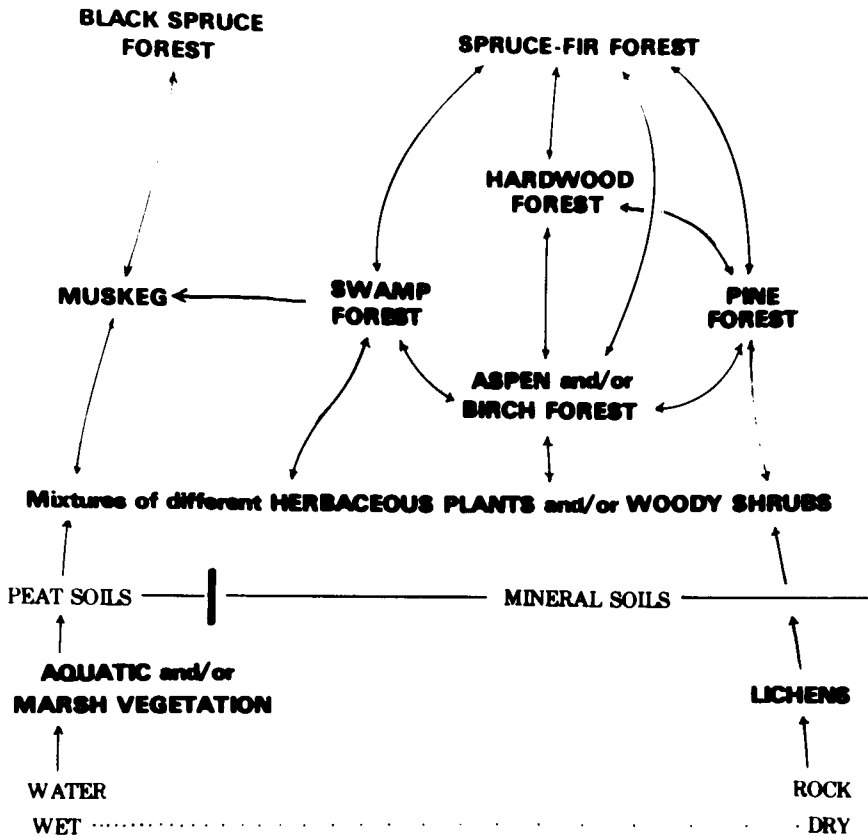 BLACK SPRUCE
FOREST
SPRUCE-FIR FOREST
HARDWOOD
FOREST
MUSKEG
SWAMP
FOREST
PINE
FOREST
ASPEN and/or
BIRCH FOREST
Mixtures of different HERBACEOUS PLANTS and/or WOODY SHRUBS
PEAT SOILS
MINERAL SOILS
AQUATIC and/or
MARSH VEGETATION
LICHENS
WATER
ROCK
WET
DRY